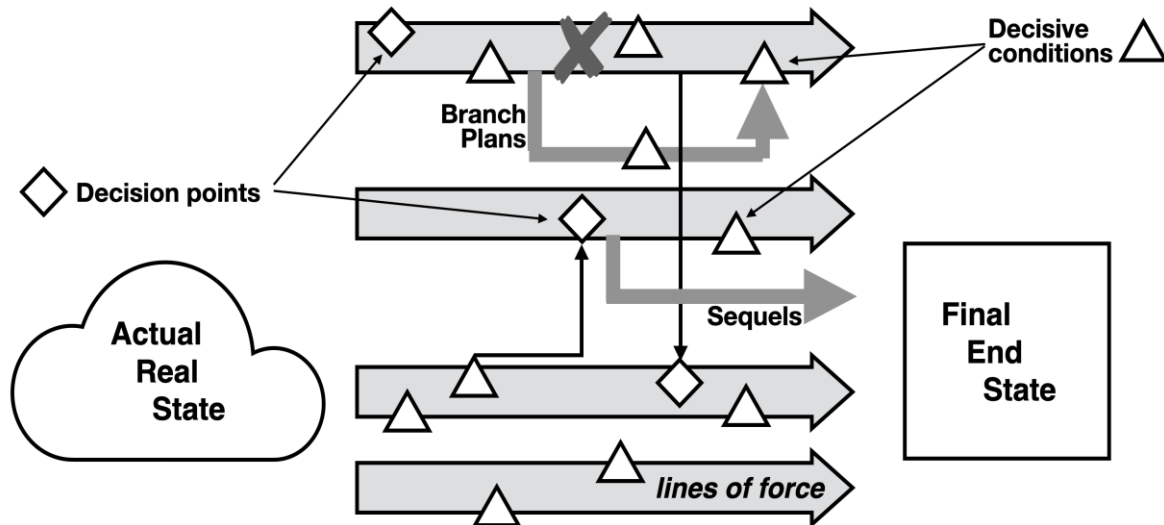 Decisive
conditions
Branch
Plans
Decision points
Sequels
Actual
Real
State
Final
End
State
lines of force